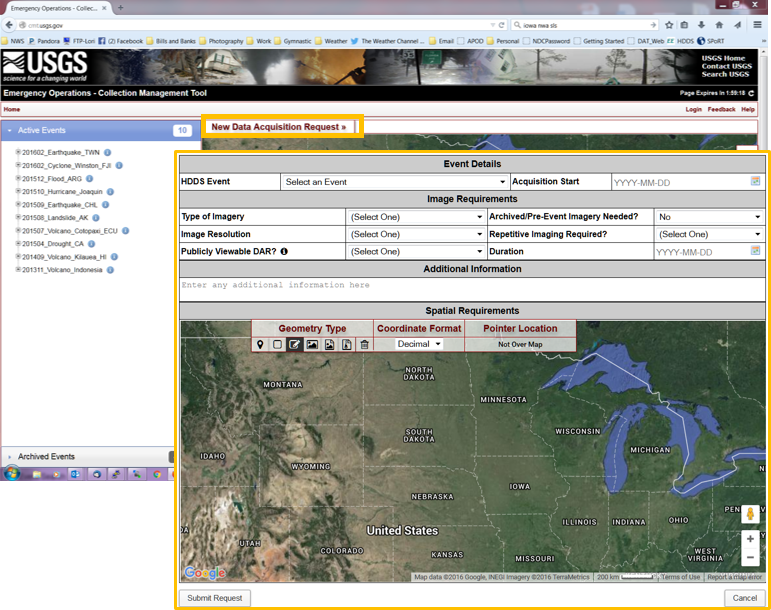 Emergency Operations - Collec...
cmt.usgs.gov
iowa nwa sls
NWS Pandora FTP-Lori (2) Facebook Bills and Banks Photography Work Gymnastic Weather The Weather Channel ... Email APOD Personal NDCPassword Getting Started DAT_Web HDDS SPoRT
USGS
science for a changing world
USGS Home
Contact USGS
Search USGS
Emergency Operations - Collection Management Tool
Page Expires In 1:59:18
Home
Login Feedback Help
Active Events 10
New Data Acquisition Request »
201602_Earthquake_TWN
201602_Cyclone_Winston_FJI
201512_Flood_ARG
201510_Hurricane_Joaquin
201509_Earthquake_CHL
201508_Landslide_AK
201507_Volcano_Cotopaxi_ECU
201504_Drought_CA
201409_Volcano_Kilauea_HI
201311_Volcano_Indonesia
Archived Events
Event Details
HDDS Event Select an Event Acquisition Start YYYY-MM-DD
Image Requirements
Type of Imagery (Select One) Archived/Pre-Event Imagery Needed? No
Image Resolution (Select One) Repetitive Imaging Required? (Select One)
Publicly Viewable DAR? (Select One) Duration YYYY-MM-DD
Additional Information
Enter any additional information here
Spatial Requirements
Geometry Type Coordinate Format Pointer Location
Decimal Not Over Map
NORTH
DAKOTA
MONTANA
MINNESOTA
SOUTH
DAKOTA
WISCONSIN
MICHIGAN
IDAHO
WYOMING
IOWA
NEBRASKA
PENN
ILLINOIS INDIANA OHIO
United States
UTAH
COLORADO
KANSAS
MISSOURI
WEST
VIRGINIA
Google
Map data ©2016 Google, INEGI Imagery ©2016 TerraMetrics 200 km Terms of Use Report a map error
Submit Request Cancel